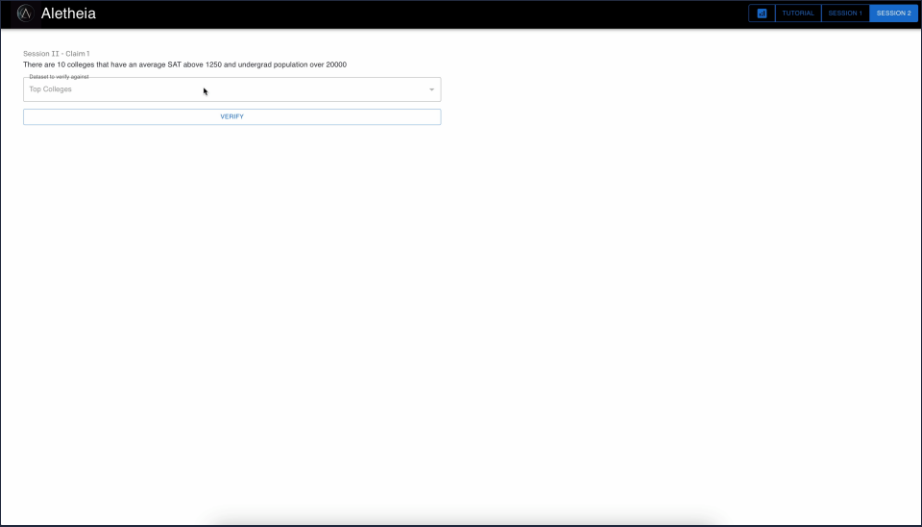 Aletheia
TUTORIAL
SESSION 1
SESSION 2
Session II - Claim 1
There are 10 colleges that have an average SAT above 1250 and undergrad population over 20000
Dataset to verify against
Top Colleges
VERIFY